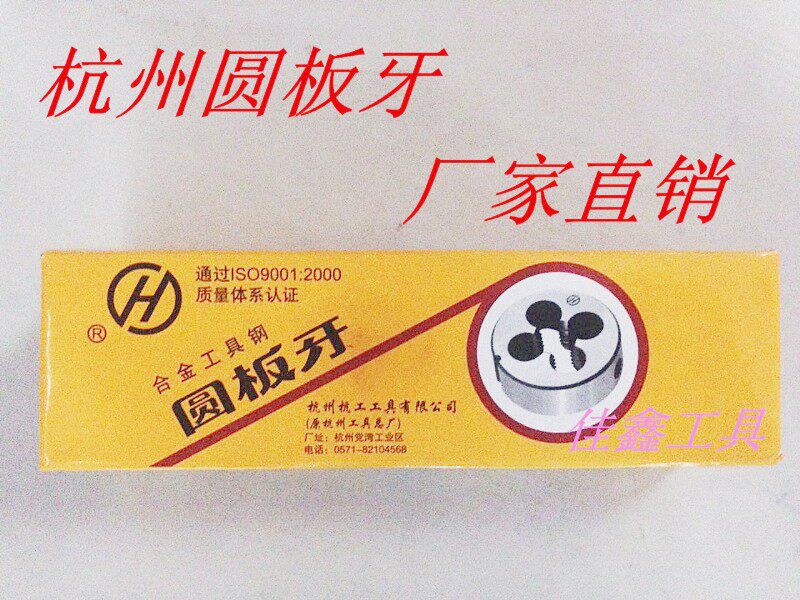 杭州圆板牙
厂家直销
通过ISO9001:2000
质量体系认证
H
®
合金工具钢
圆板牙
杭州杭工工具有限公司
(原杭州工具总厂)
厂址：杭州党湾工业区
电话：0571-82104568
佳鑫工具